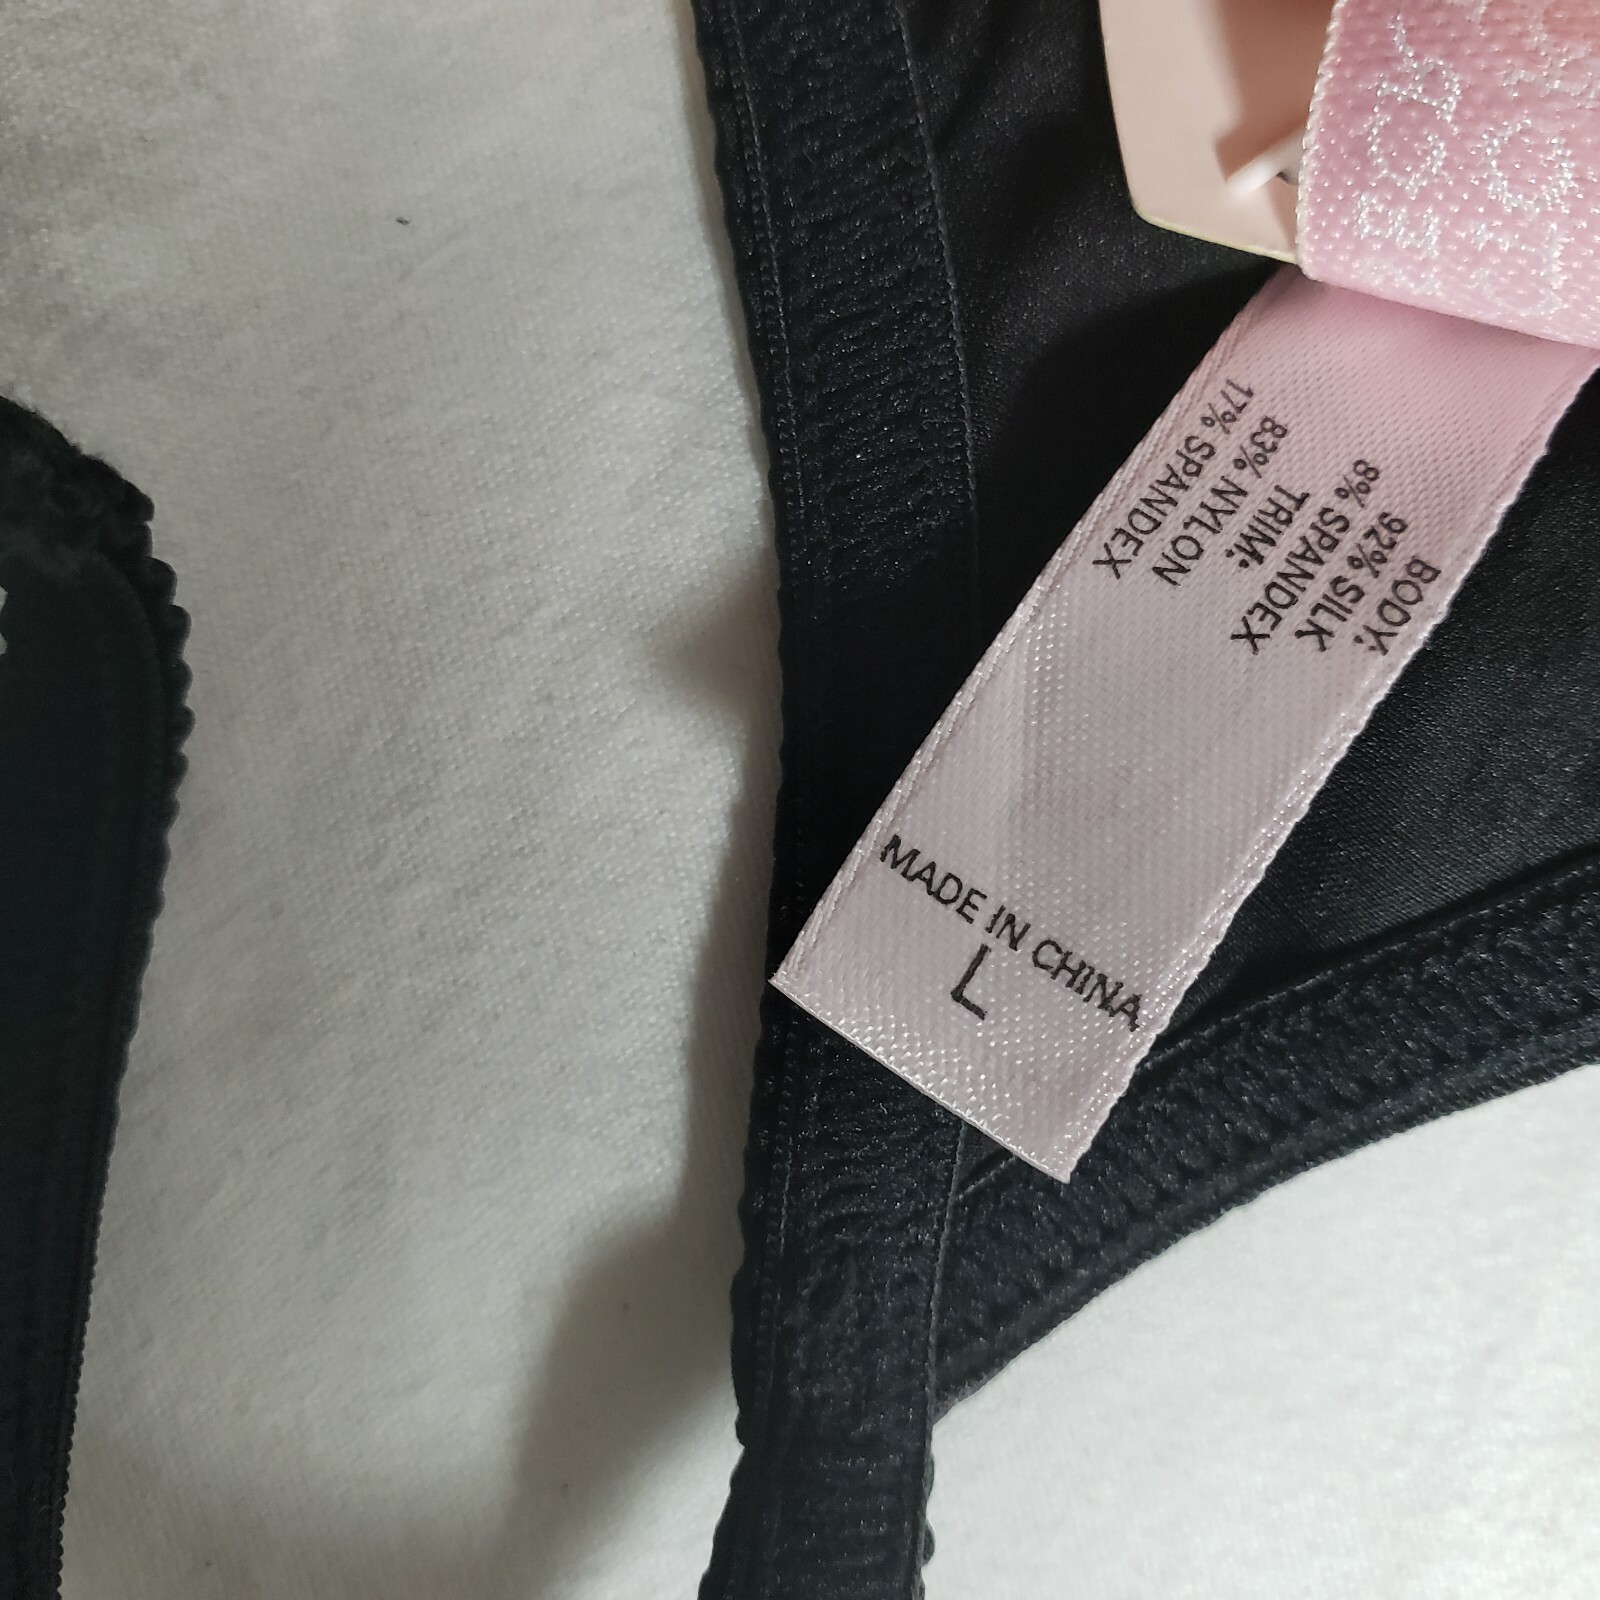 BODY:
92% SILK
8% SPANDEX
TRIM:
83% NYLON
17% SPANDEX
MADE IN CHINA
L